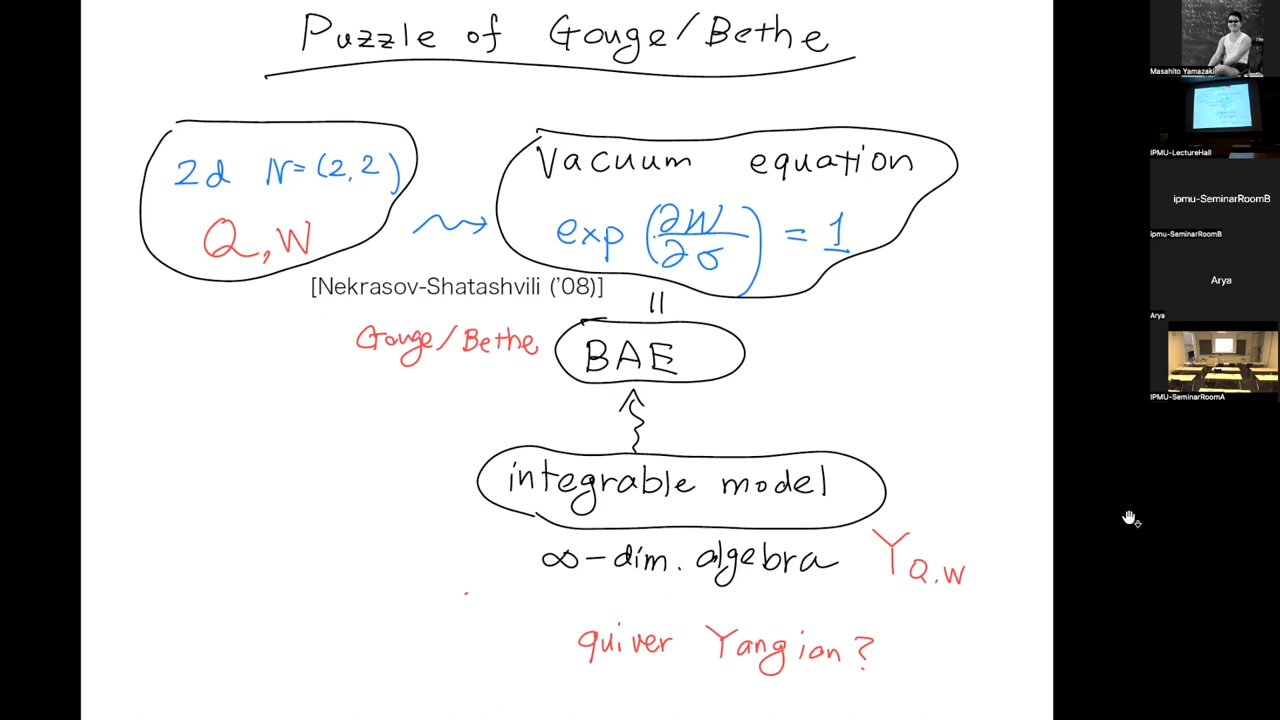 Puzzle of Gauge/Bethe
2d N=(2,2)
Q, W
Vacuum equation
exp (∂W/∂σ) = 1
[Nekrasov-Shatashvili ('08)]
Gauge/Bethe
BAE
integrable model
∞-dim. algebra Y_{Q,W}
quiver Yangian?
Masahito Yamazaki
IPMU-LectureHall
ipmu-SeminarRoomB
ipmu-SeminarRoomB
Arya
Arya
IPMU-SeminarRoomA